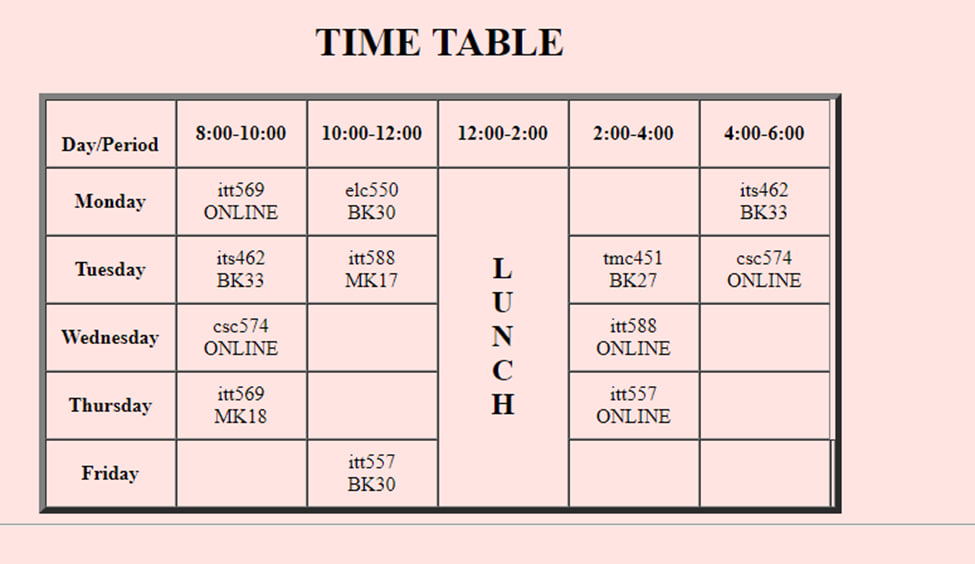 TIME TABLE
Day/Period 8:00-10:00 10:00-12:00 12:00-2:00 2:00-4:00 4:00-6:00
Monday
itt569
ONLINE
elc550
BK30
its462
BK33
Tuesday
its462
BK33
itt588
MK17
tmc451
BK27
csc574
ONLINE
Wednesday
csc574
ONLINE
itt588
ONLINE
Thursday
itt569
MK18
itt557
ONLINE
Friday
itt557
BK30
L
U
N
C
H